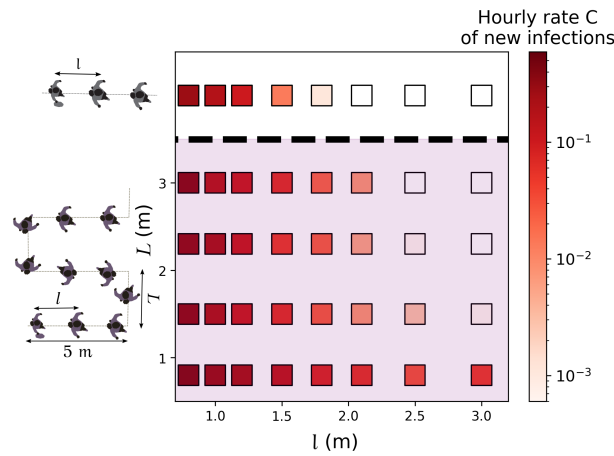 Hourly rate C
of new infections
l
L (m)
3
2
1
l
L
5 m
1.0
1.5
2.0
2.5
3.0
l (m)
10⁻¹
10⁻²
10⁻³